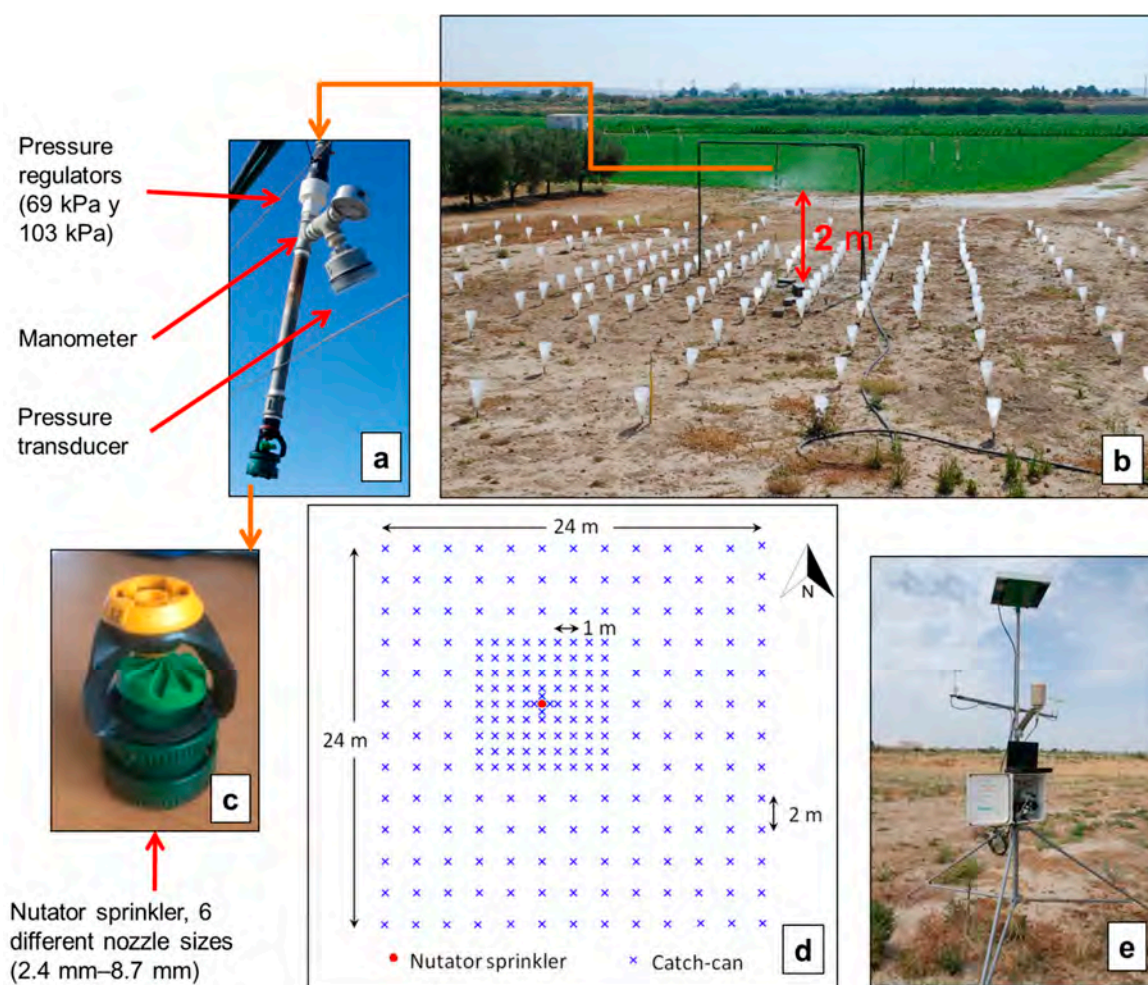 Pressure
regulators
(69 kPa y
103 kPa)
Manometer
Pressure
transducer
a
2 m
b
c
Nutator sprinkler, 6
different nozzle sizes
(2.4 mm–8.7 mm)
24 m
N
1 m
24 m
2 m
Nutator sprinkler
Catch-can
d
e